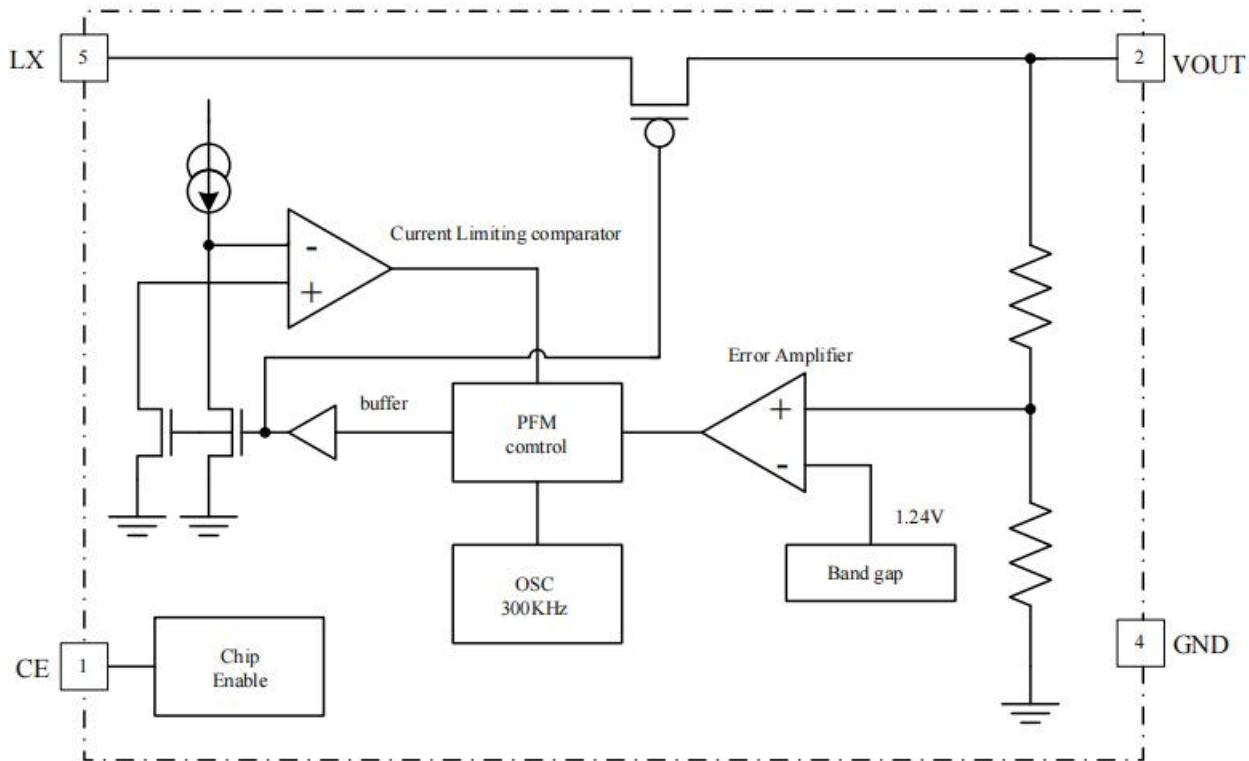 LX
5
2
VOUT
-
+
Current Limiting comparator
Error Amplifier
buffer
PFM
comtrol
+
-
1.24V
Band gap
OSC
300KHz
CE
1
Chip
Enable
4
GND